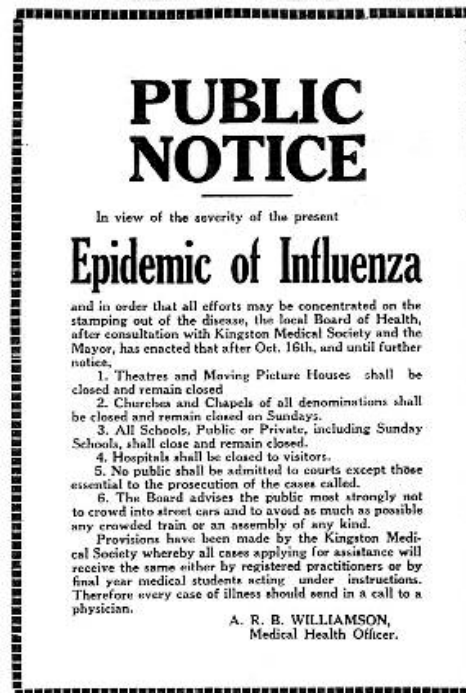 PUBLIC
NOTICE
In view of the severity of the present
Epidemic of Influenza
and in order that all efforts may be concentrated on the
stamping out of the disease, the local Board of Health,
after consultation with Kingston Medical Society and the
Mayor, has enacted that after Oct. 16th, and until further
notice,
1. Theatres and Moving Picture Houses shall be
closed and remain closed
2. Churches and Chapels of all denominations shall
be closed and remain closed on Sundays.
3. All Schools, Public or Private, including Sunday
Schools, shall close and remain closed.
4. Hospitals shall be closed to visitors.
5. No public shall be admitted to courts except those
essential to the prosecution of the cases called.
6. The Board advises the public most strongly not
to crowd into street cars and to avoid as much as possible
any crowded train or an assembly of any kind.
Provisions have been made by the Kingston Medi-
cal Society whereby all cases applying for assistance will
receive the same either by registered practitioners or by
final year medical students acting under instructions.
Therefore every case of illness should send in a call to a
physician.
A. R. B. WILLIAMSON,
Medical Health Officer.